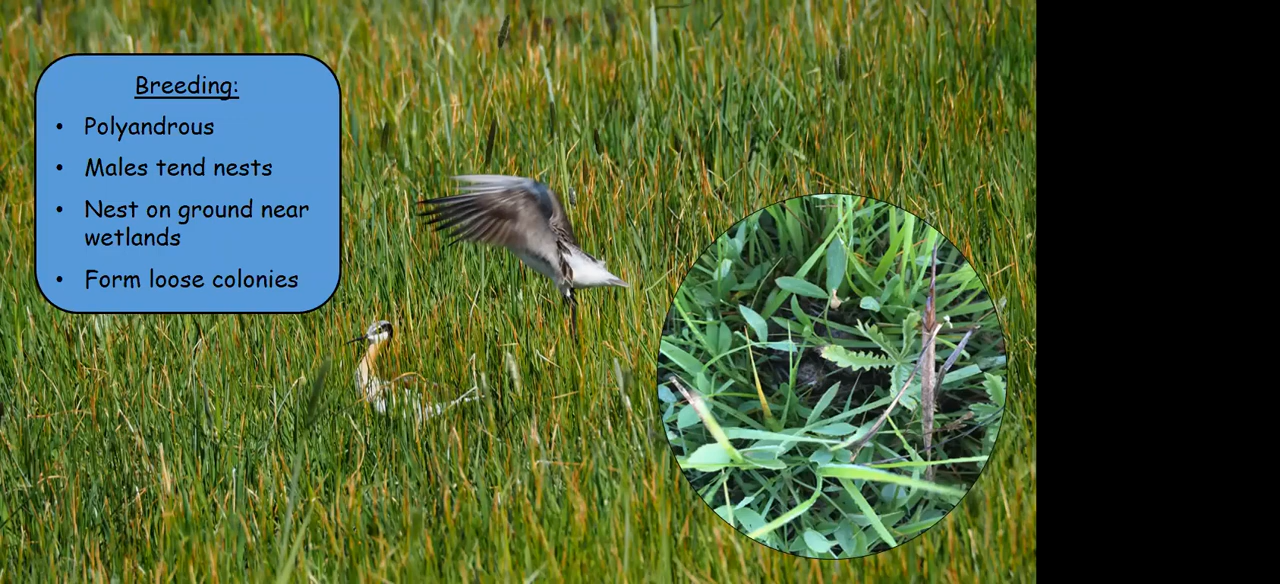 Breeding:
• Polyandrous
• Males tend nests
• Nest on ground near
wetlands
• Form loose colonies